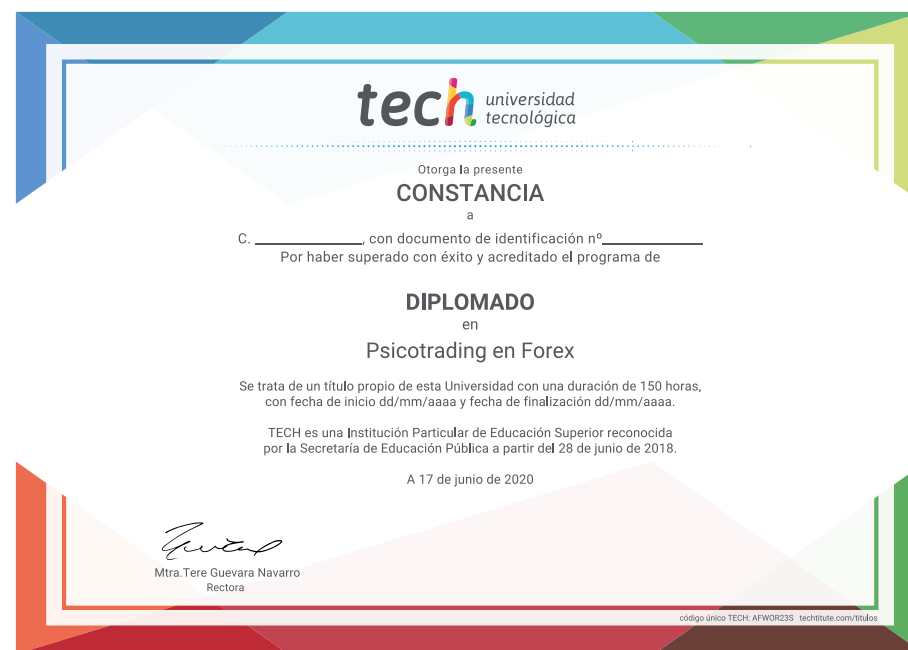 tech universidad
tecnológica
Otorga la presente
CONSTANCIA
a
C. ______________, con documento de identificación nº_____________
Por haber superado con éxito y acreditado el programa de
DIPLOMADO
en
Psicotrading en Forex
Se trata de un título propio de esta Universidad con una duración de 150 horas,
con fecha de inicio dd/mm/aaaa y fecha de finalización dd/mm/aaaa.
TECH es una Institución Particular de Educación Superior reconocida
por la Secretaría de Educación Pública a partir del 28 de junio de 2018.
A 17 de junio de 2020
Mtra.Tere Guevara Navarro
Rectora
código único TECH: AFWOR23S techtitute.com/titulos